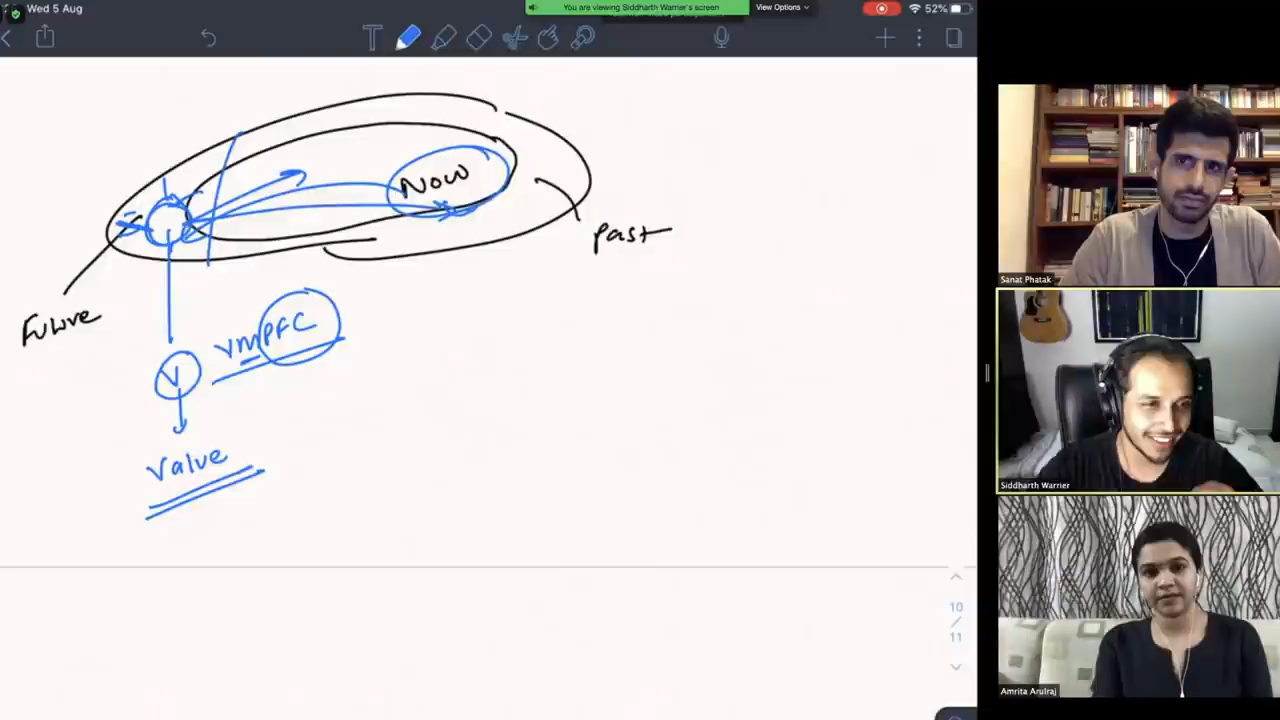 Wed 5 Aug
You are viewing Siddharth Warrier's screen
View Options
52%
T
Now
Past
Future
vmPFC
V
Value
10
/
11
Sanat Phatak
Siddharth Warrier
Amrita Arulraj